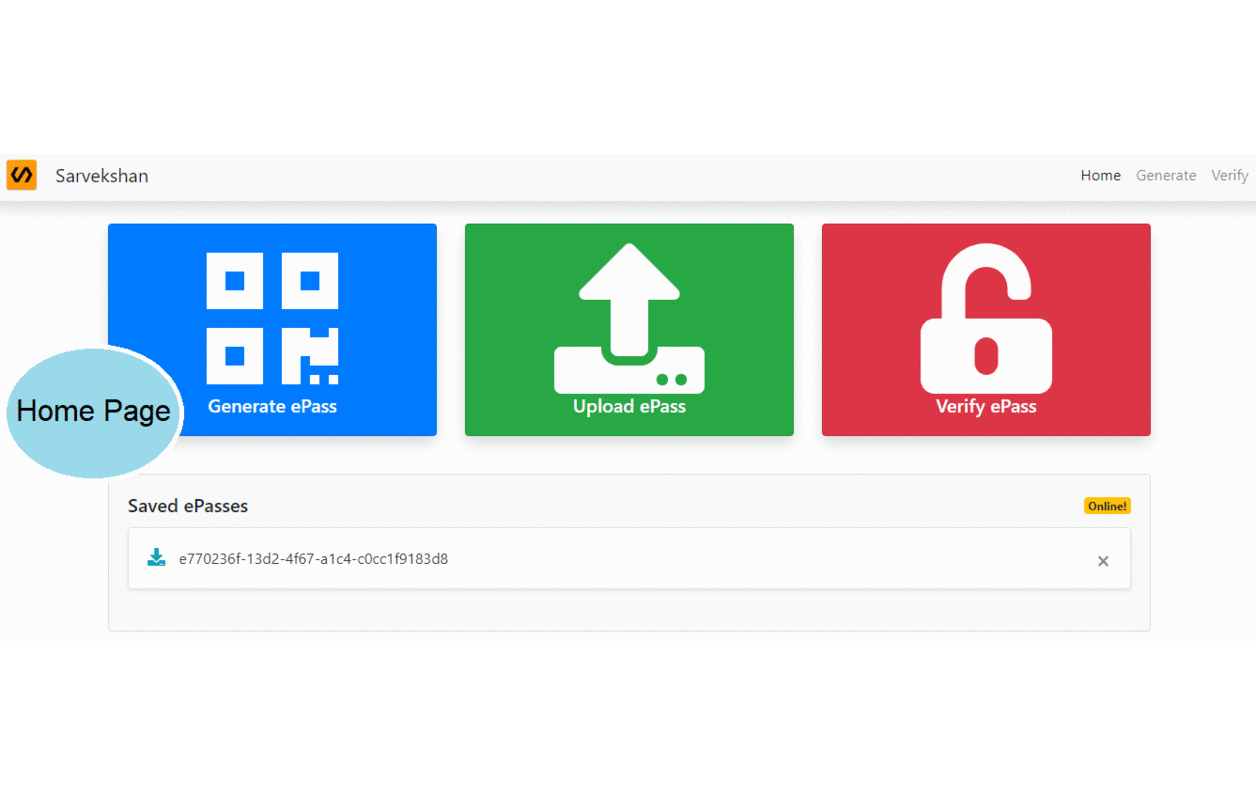 Sarvekshan
Home Generate Verify
Generate ePass
Upload ePass
Verify ePass
Home Page
Saved ePasses
Online!
e770236f-13d2-4f67-a1c4-c0cc1f9183d8